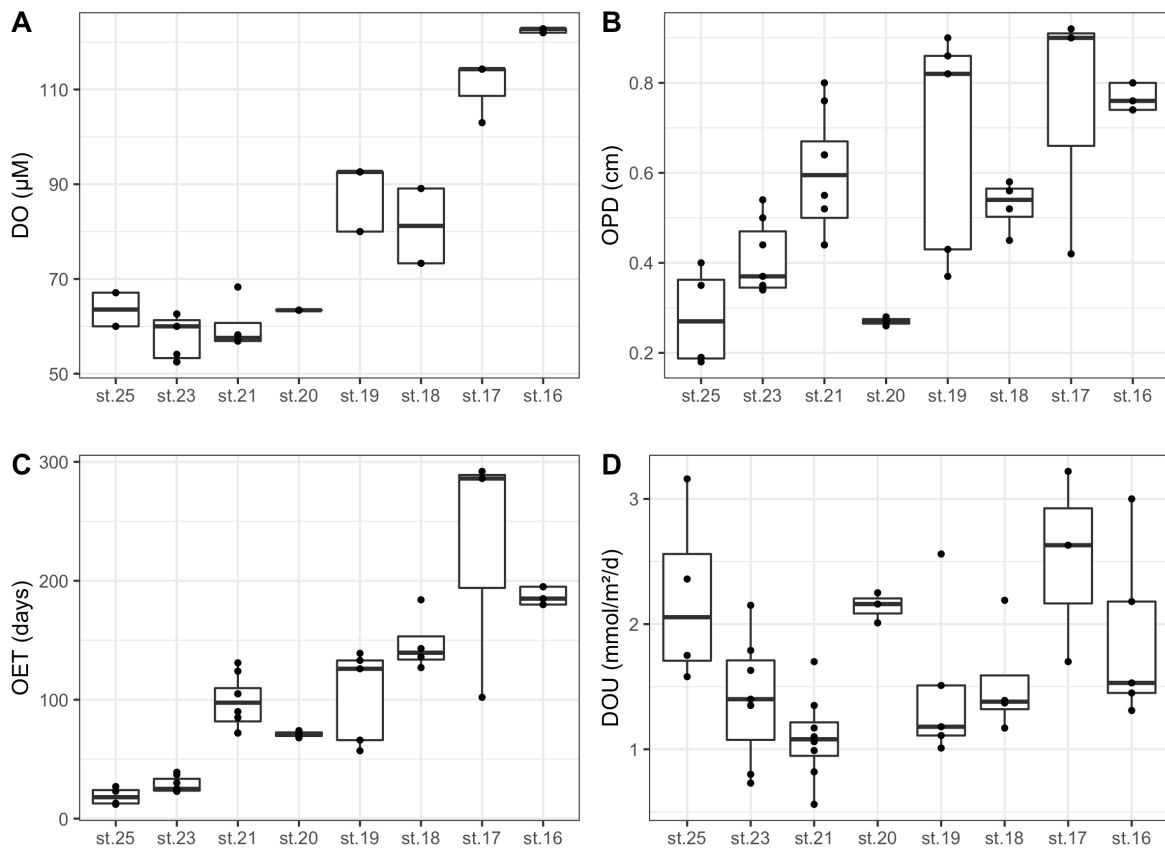 A
DO (µM)
110
90
70
50
st.25 st.23 st.21 st.20 st.19 st.18 st.17 st.16
B
OPD (cm)
0.8
0.6
0.4
0.2
st.25 st.23 st.21 st.20 st.19 st.18 st.17 st.16
C
OET (days)
300
200
100
0
st.25 st.23 st.21 st.20 st.19 st.18 st.17 st.16
D
DOU (mmol/m²/d)
3
2
1
st.25 st.23 st.21 st.20 st.19 st.18 st.17 st.16